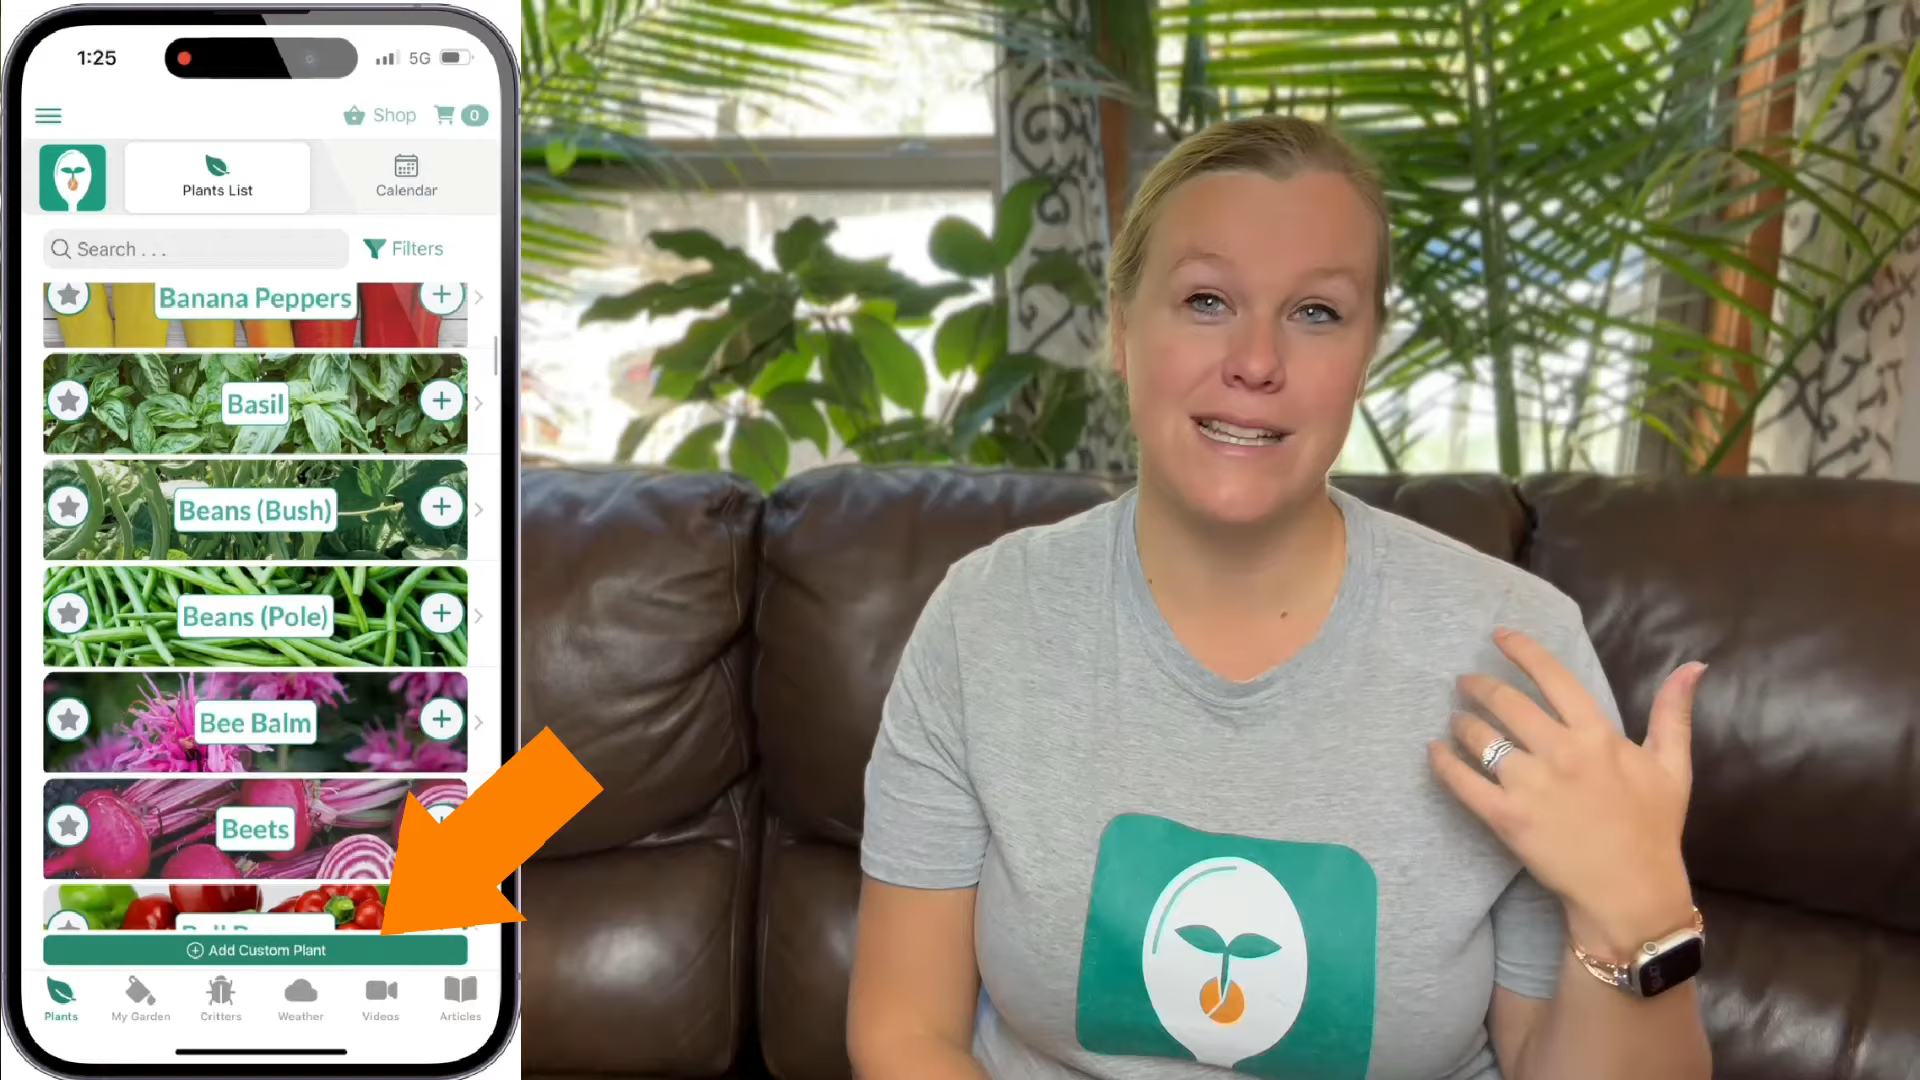 1:25
5G
Shop
0
Plants List
Calendar
Search . . .
Filters
Banana Peppers
Basil
Beans (Bush)
Beans (Pole)
Bee Balm
Beets
Add Custom Plant
Plants
My Garden
Critters
Weather
Videos
Articles